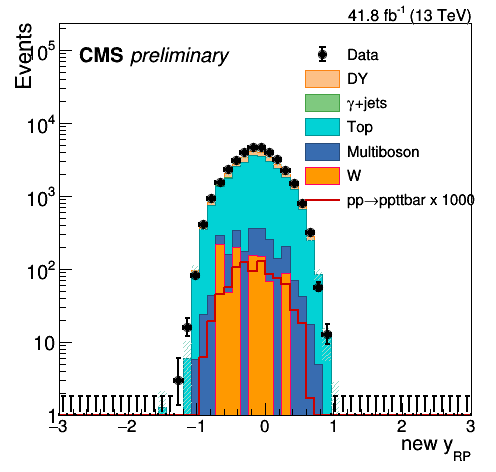 41.8 fb⁻¹ (13 TeV)
Events
CMS preliminary
Data
DY
γ+jets
Top
Multiboson
W
pp→ppttbar x 1000
10⁵
10⁴
10³
10²
10
1
−3 −2 −1 0 1 2 3
new y_RP